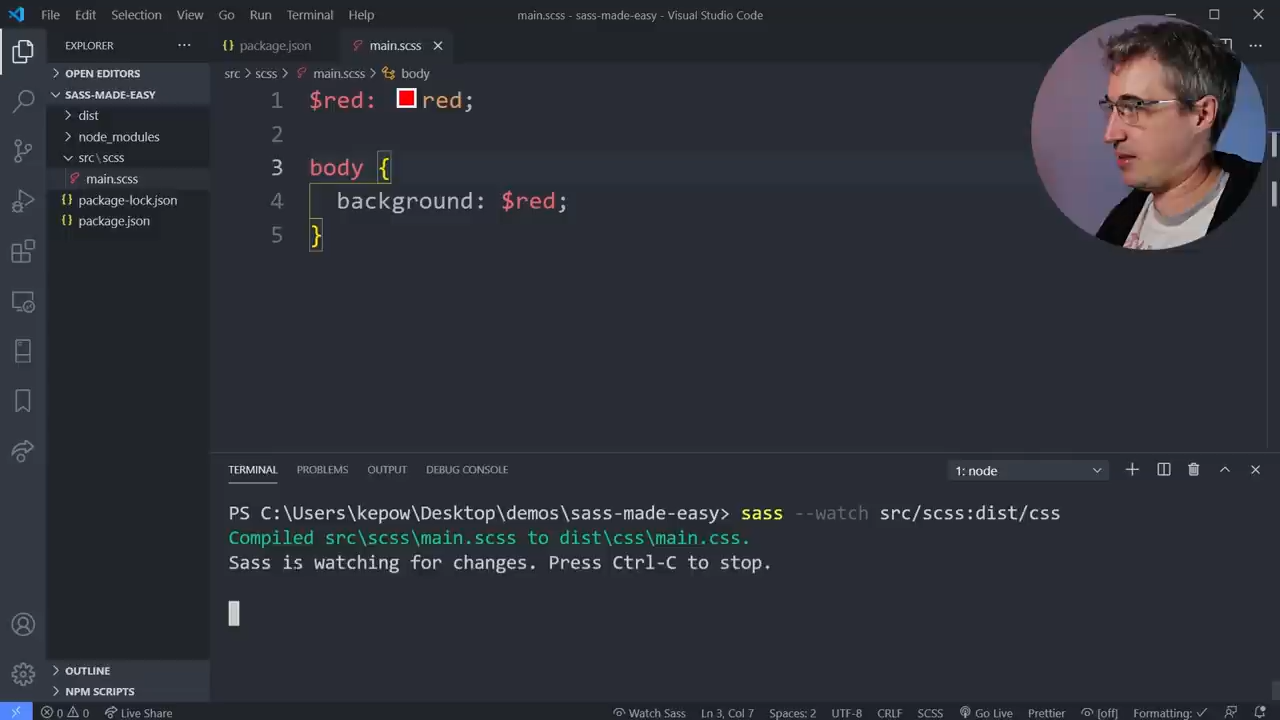 File Edit Selection View Go Run Terminal Help
main.scss - sass-made-easy - Visual Studio Code
EXPLORER
OPEN EDITORS
SASS-MADE-EASY
dist
node_modules
src\scss
main.scss
{} package-lock.json
{} package.json
OUTLINE
NPM SCRIPTS
{} package.json main.scss
src > scss > main.scss > body
1 $red: red;
2
3 body {
4 background: $red;
5 }
TERMINAL PROBLEMS OUTPUT DEBUG CONSOLE
1: node
PS C:\Users\kepow\Desktop\demos\sass-made-easy> sass --watch src/scss:dist/css
Compiled src\scss\main.scss to dist\css\main.css.
Sass is watching for changes. Press Ctrl-C to stop.
0 0 Live Share Watch Sass Ln 3, Col 7 Spaces: 2 UTF-8 CRLF SCSS Go Live Prettier [off] Formatting: ✓